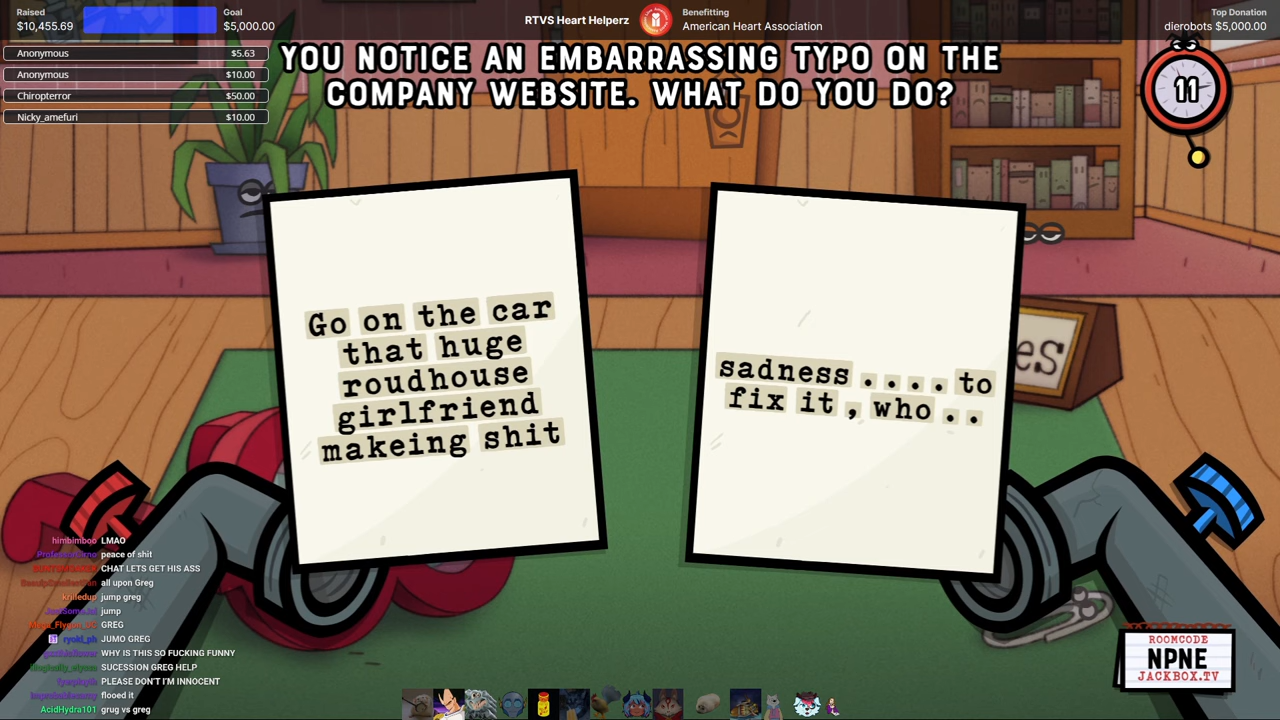 Raised
$10,455.69
Goal
$5,000.00
RTVS Heart Helperz
Benefitting
American Heart Association
Top Donation
dierobots $5,000.00
Anonymous $5.63
Anonymous $10.00
Chiropterror $50.00
Nicky_amefuri $10.00
YOU NOTICE AN EMBARRASSING TYPO ON THE
COMPANY WEBSITE. WHAT DO YOU DO?
11
Go on the car
that huge
roudhouse
girlfriend
makeing shit
sadness . . . . to
fix it , who . .
es
himbimboo LMAO
peace of shit
CHAT LETS GET HIS ASS
all upon Greg
krilledup jump greg
jump
GREG
ryoki_ph JUMO GREG
WHY IS THIS SO FUCKING FUNNY
SUCESSION GREG HELP
PLEASE DON'T I'M INNOCENT
flooed it
AcidHydra101 grug vs greg
ROOMCODE
NPNE
JACKBOX.TV